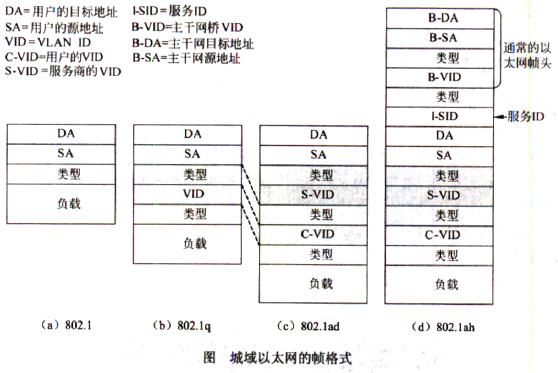 DA=用户的目标地址
SA=用户的源地址
VID=VLAN ID
C-VID=用户的VID
S-VID=服务商的VID
I-SID=服务ID
B-VID=主干网桥VID
B-DA=主干网目标地址
B-SA=主干网源地址
DA
SA
类型
负载
(a) 802.1
DA
SA
类型
VID
类型
负载
(b) 802.1q
DA
SA
类型
S-VID
类型
C-VID
类型
负载
(c) 802.1ad
B-DA
B-SA
类型
B-VID
类型
I-SID
DA
SA
类型
S-VID
类型
C-VID
类型
负载
(d) 802.1ah
通常的以
太网帧头
服务ID
图 城域以太网的帧格式